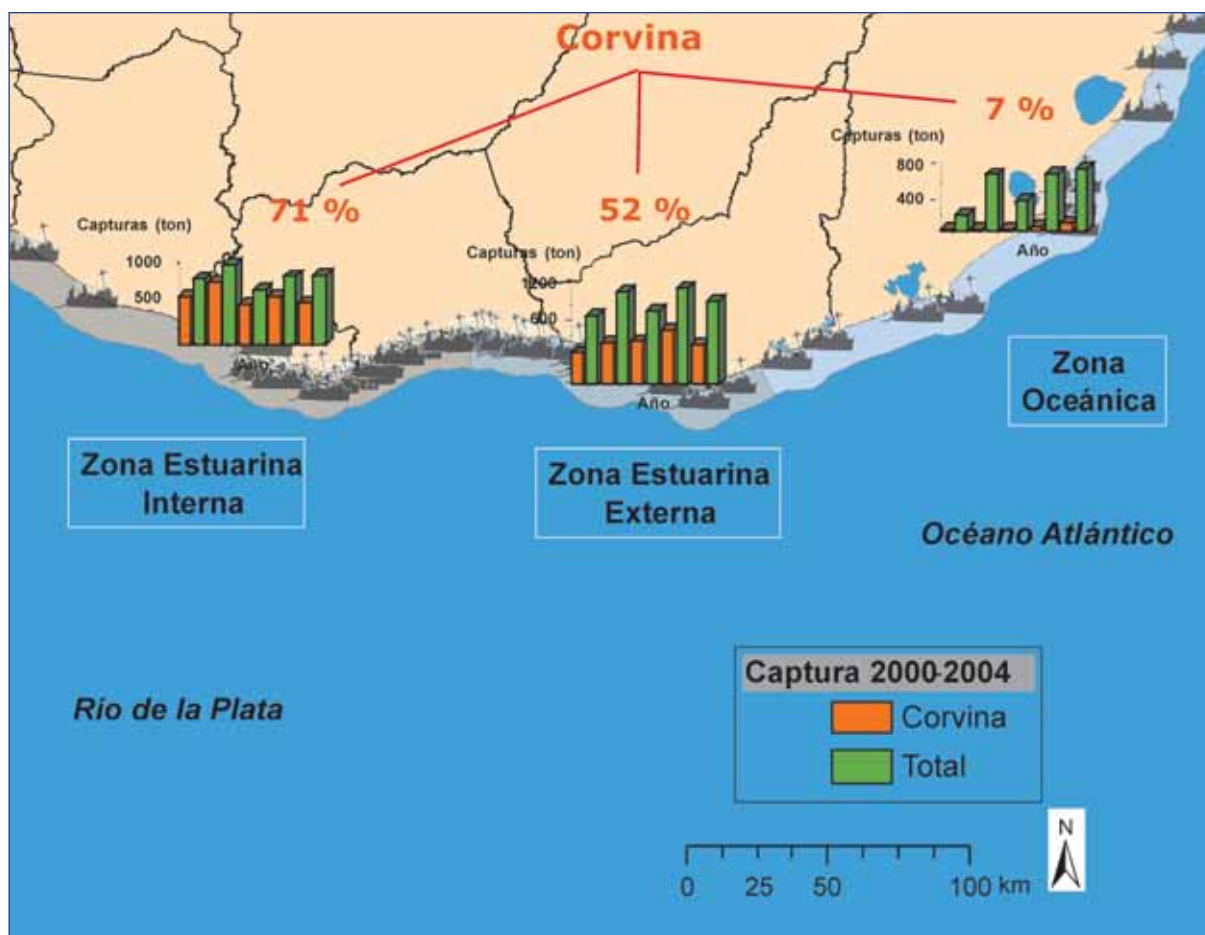 Corvina
7 %
Capturas (ton)
800
400
Año
71 %
Capturas (ton)
1000
500
Año
52 %
Capturas (ton)
1200
600
Año
Zona
Oceánica
Zona Estuarina
Interna
Zona Estuarina
Externa
Océano Atlántico
Río de la Plata
Captura 2000-2004
Corvina
Total
N
0 25 50 100 km